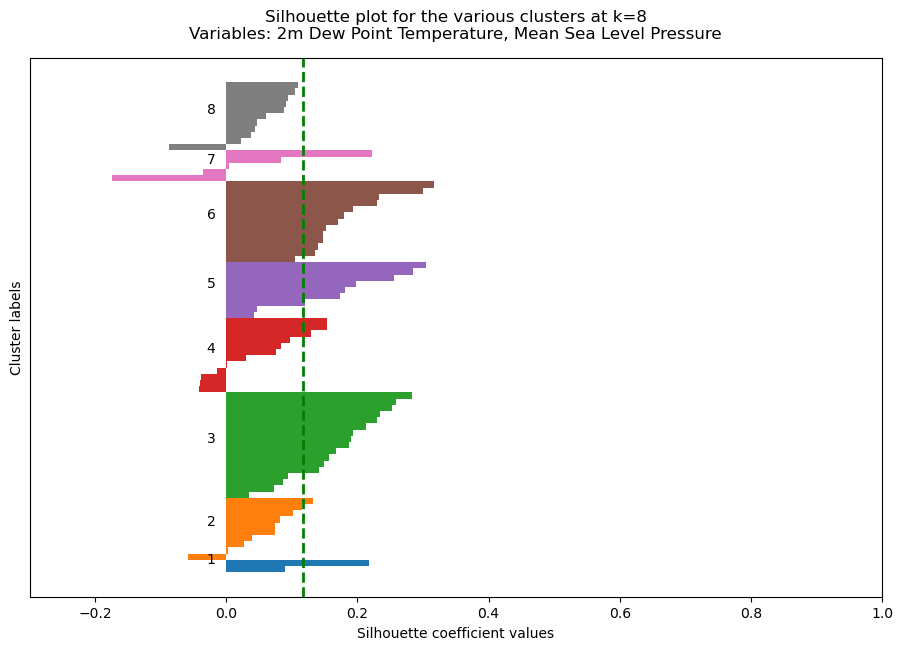 Silhouette plot for the various clusters at k=8
Variables: 2m Dew Point Temperature, Mean Sea Level Pressure
Cluster labels
8
7
6
5
4
3
2
1
−0.2 0.0 0.2 0.4 0.6 0.8 1.0
Silhouette coefficient values